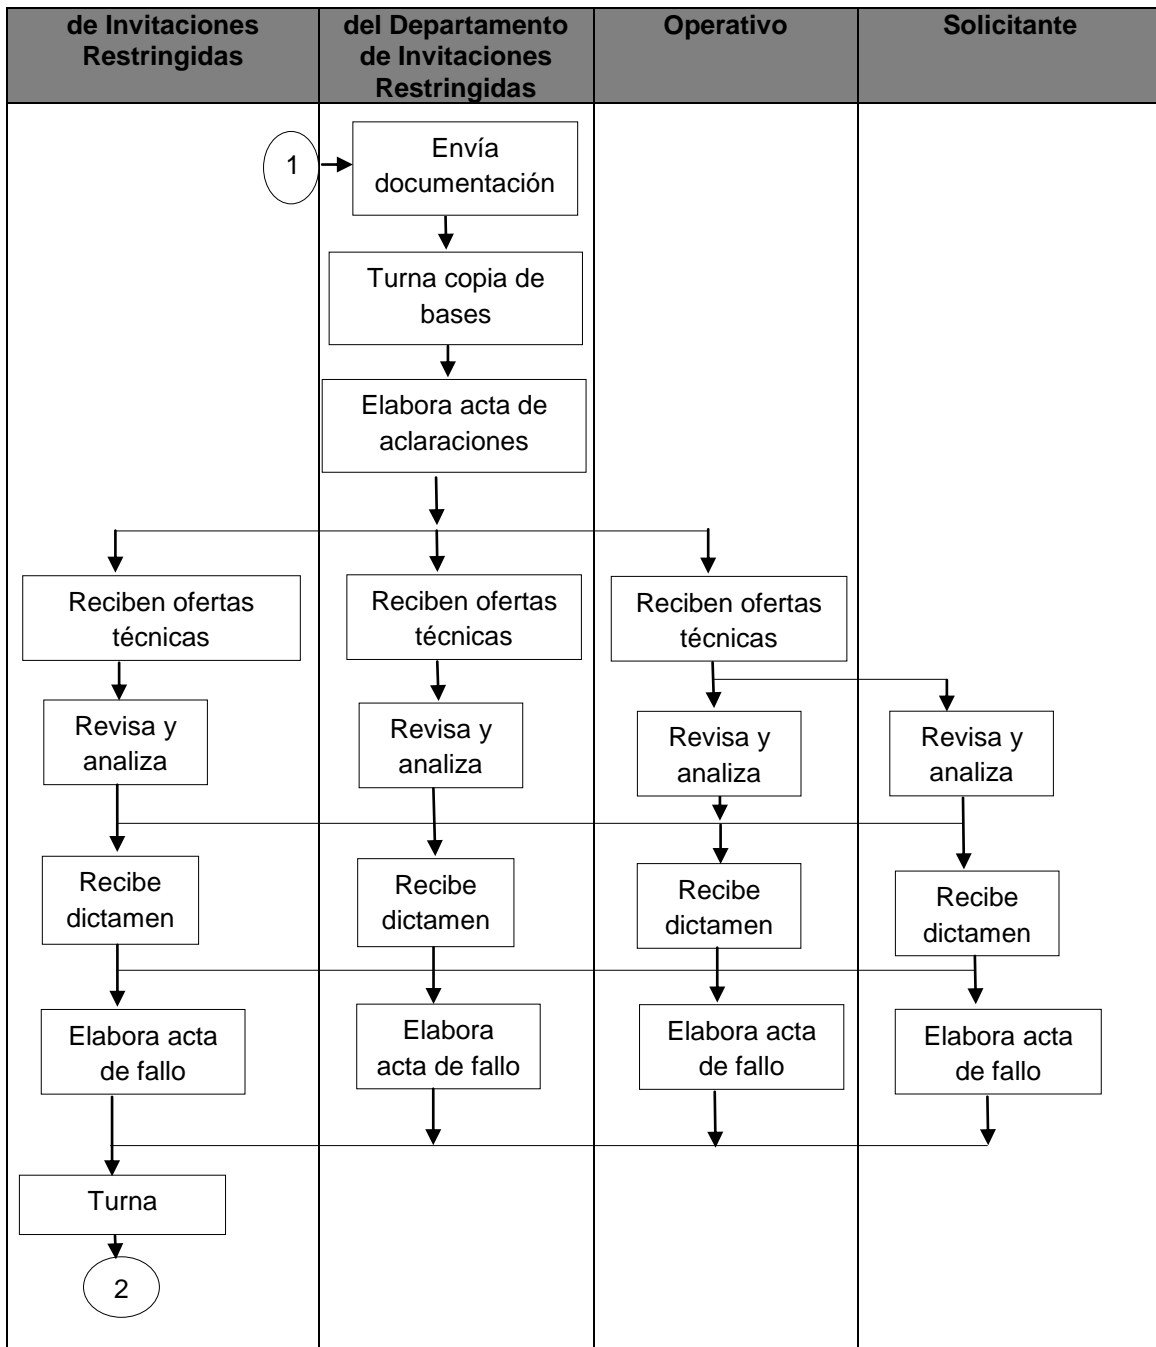 de Invitaciones
Restringidas
del Departamento
de Invitaciones
Restringidas
Operativo
Solicitante
1
Envía
documentación
Turna copia de
bases
Elabora acta de
aclaraciones
Reciben ofertas
técnicas
Reciben ofertas
técnicas
Reciben ofertas
técnicas
Revisa y
analiza
Revisa y
analiza
Revisa y
analiza
Revisa y
analiza
Recibe
dictamen
Recibe
dictamen
Recibe
dictamen
Recibe
dictamen
Elabora acta
de fallo
Elabora
acta de fallo
Elabora acta
de fallo
Elabora acta
de fallo
Turna
2